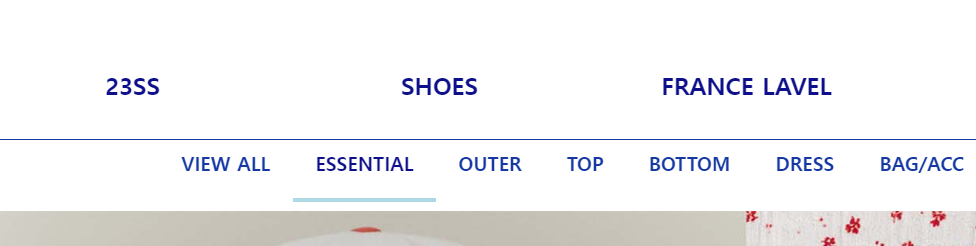 23SS SHOES FRANCE LAVEL
VIEW ALL ESSENTIAL OUTER TOP BOTTOM DRESS BAG/ACC